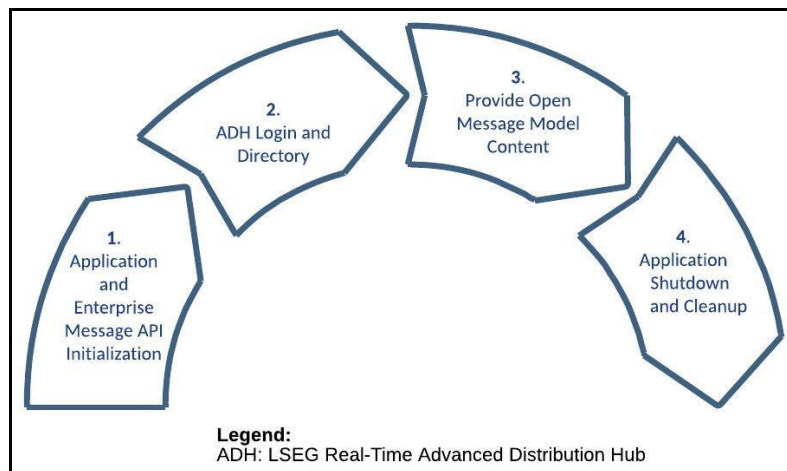 1.
Application
and
Enterprise
Message API
Initialization
2.
ADH Login and
Directory
3.
Provide Open
Message Model
Content
4.
Application
Shutdown
and Cleanup
Legend:
ADH: LSEG Real-Time Advanced Distribution Hub